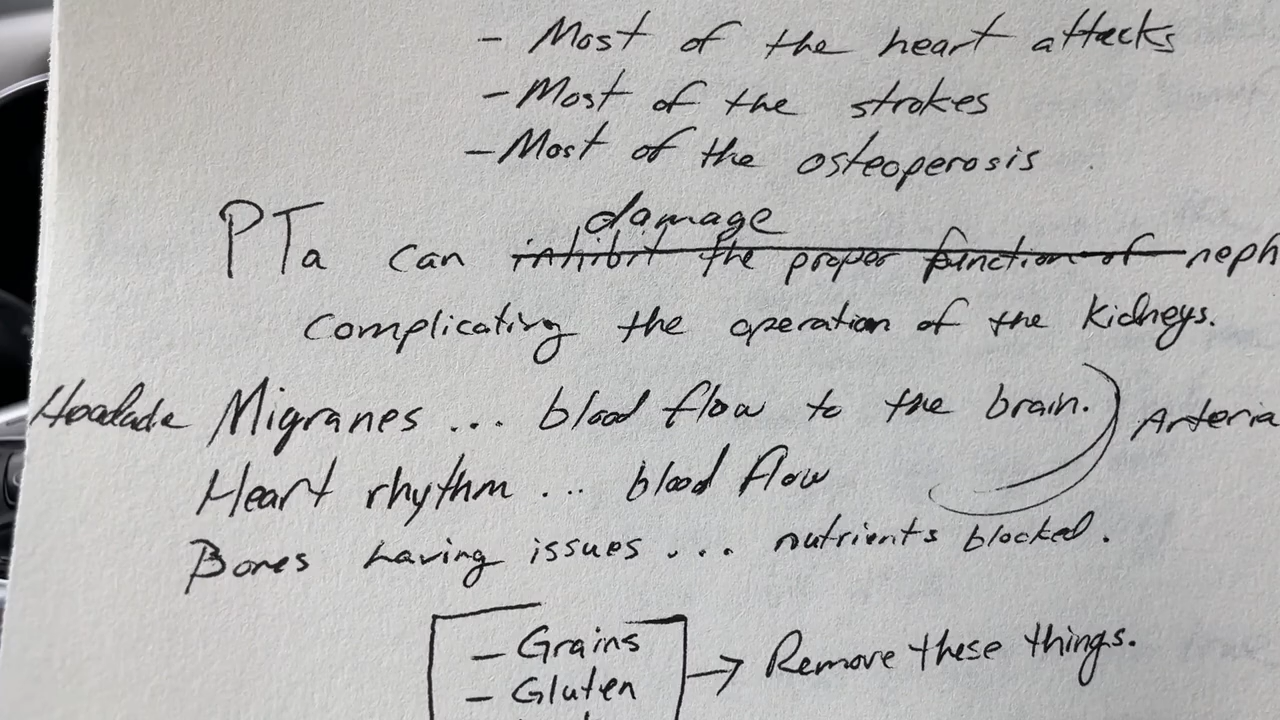 - Most of the heart attacks
- Most of the strokes
- Most of the osteoperosis
damage
PTa can inhibit the proper function of neph
Complicating the operation of the Kidneys.
Migranes ... blood flow to the brain. Arteria
Heart rhythm ... blood flow
Bones having issues ... nutrients blocked.
- Grains → Remove these things.
- Gluten